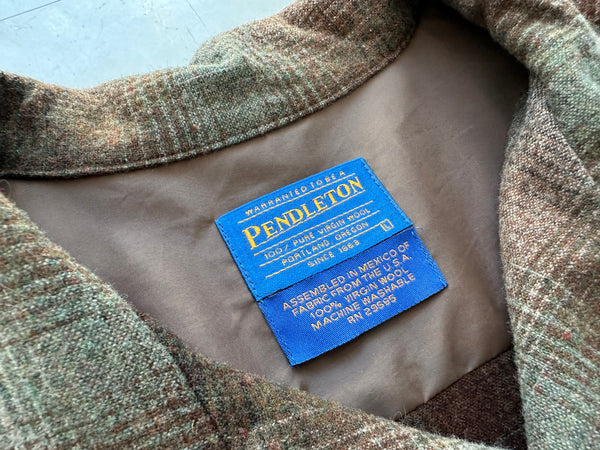 WARRANTED TO BE A
PENDLETON
100% PURE VIRGIN WOOL
PORTLAND, OREGON
SINCE 1863
ASSEMBLED IN MEXICO OF
FABRIC FROM THE U.S.A.
100% VIRGIN WOOL
MACHINE WASHABLE
RN 29685